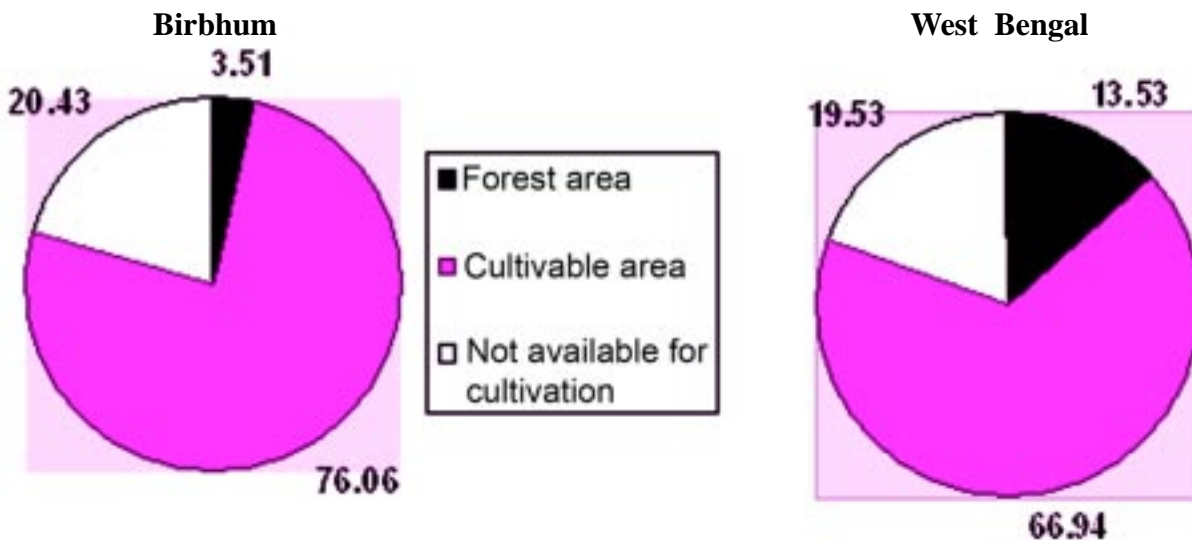 Birbhum
3.51
20.43
76.06
Forest area
Cultivable area
Not available for
cultivation
West Bengal
13.53
19.53
66.94